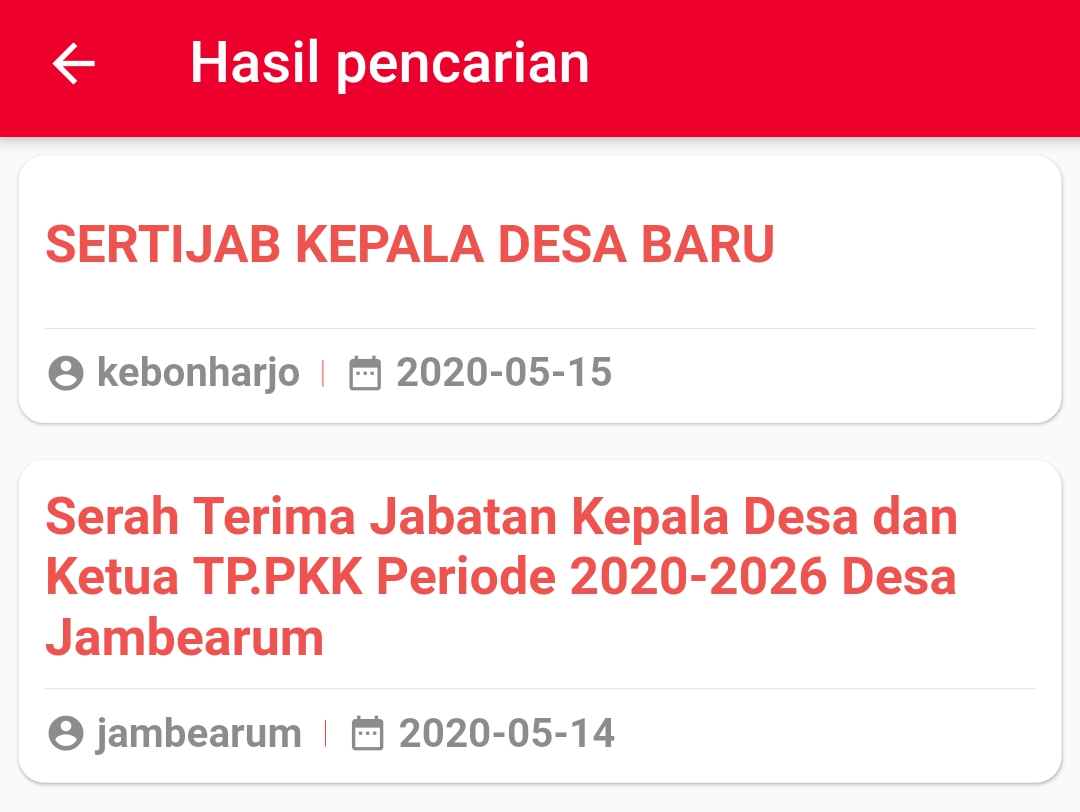 Hasil pencarian
SERTIJAB KEPALA DESA BARU
kebonharjo
2020-05-15
Serah Terima Jabatan Kepala Desa dan
Ketua TP.PKK Periode 2020-2026 Desa
Jambearum
jambearum
2020-05-14